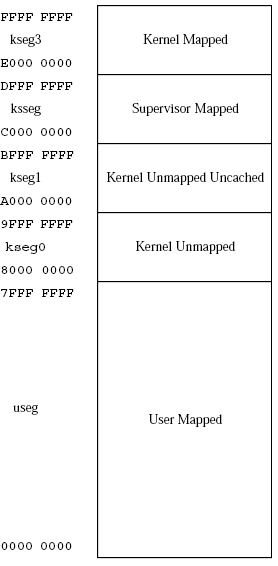 FFFF FFFF
kseg3
Kernel Mapped
E000 0000
DFFF FFFF
ksseg
Supervisor Mapped
C000 0000
BFFF FFFF
kseg1
Kernel Unmapped Uncached
A000 0000
9FFF FFFF
kseg0
Kernel Unmapped
8000 0000
7FFF FFFF
useg
User Mapped
0000 0000